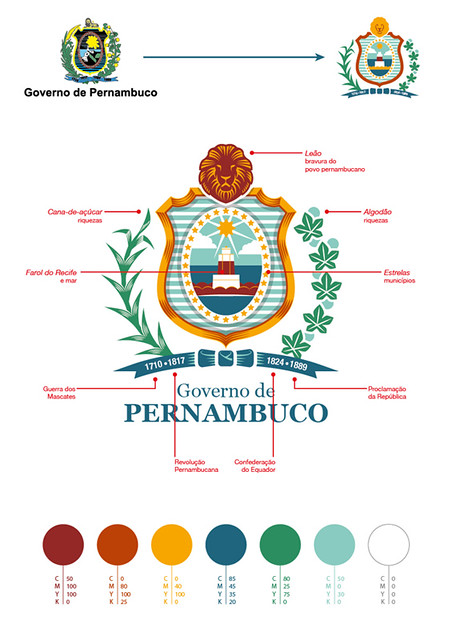 Governo de Pernambuco
Leão
bravura do
povo pernambucano
Cana-de-açúcar
riquezas
Algodão
riquezas
Farol do Recife
e mar
Estrelas
municípios
1710 • 1817
1824 • 1889
Guerra dos
Mascates
Governo de
PERNAMBUCO
Proclamação
da República
Revolução
Pernambucana
Confederação
do Equador
C 50
M 100
Y 100
K 0
C 0
M 80
Y 100
K 25
C 0
M 40
Y 100
K 0
C 85
M 45
Y 35
K 20
C 80
M 25
Y 75
K 0
C 50
M 0
Y 30
K 0
C 0
M 0
Y 0
K 0